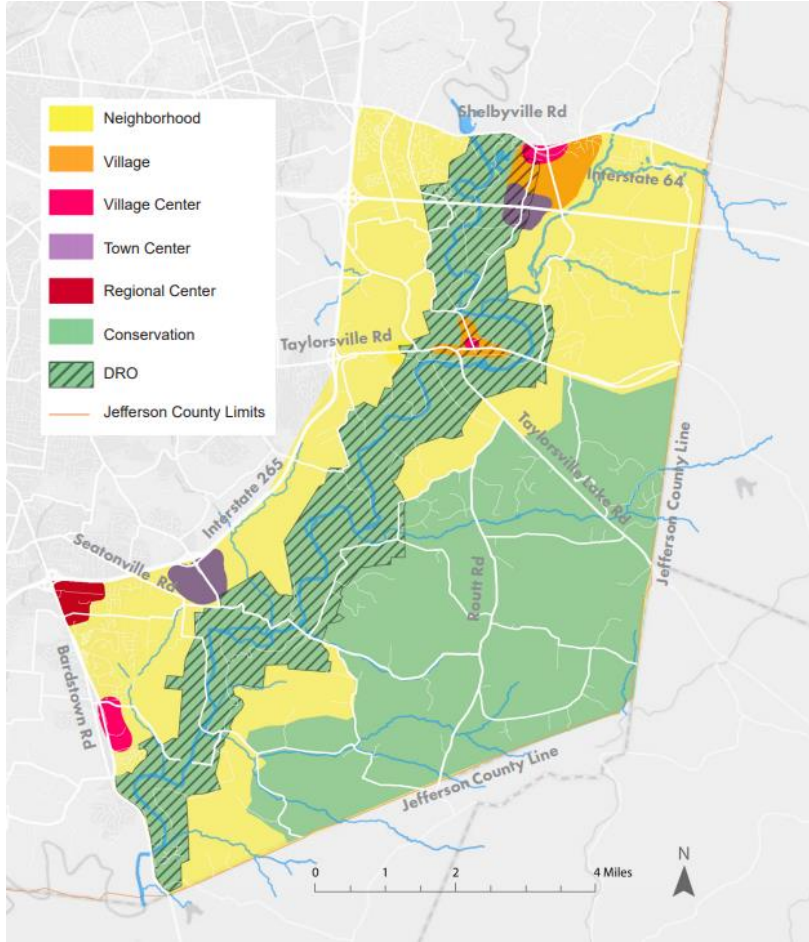 Shelbyville Rd
Neighborhood
Village
Village Center
Town Center
Regional Center
Conservation
DRO
Jefferson County Limits
Interstate 64
Taylorsville Rd
Taylorsville Lake Rd
Jefferson County Line
Interstate 265
Seatonville Rd
Routt Rd
Bardstown Rd
Jefferson County Line
0 2 4 Miles
N